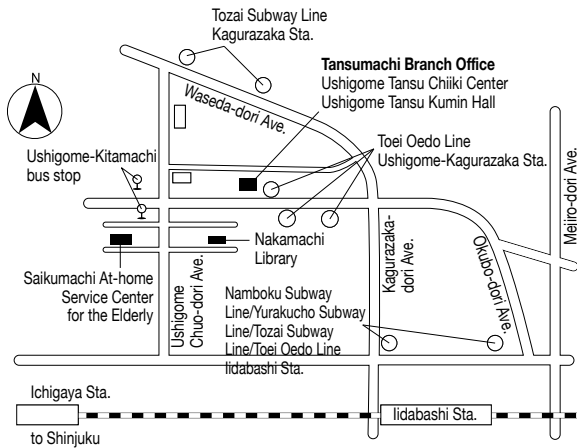 Tozai Subway Line
Kagurazaka Sta.
Tansumachi Branch Office
Ushigome Tansu Chiiki Center
Ushigome Tansu Kumin Hall
N
Waseda-dori Ave.
Ushigome-Kitamachi
bus stop
Toei Oedo Line
Ushigome-Kagurazaka Sta.
Mejiro-dori Ave.
Nakamachi
Library
Kagurazaka-
dori Ave.
Okubo-dori Ave.
Saikumachi At-home
Service Center
for the Elderly
Ushigome
Chuo-dori Ave.
Namboku Subway
Line/Yurakucho Subway
Line/Tozai Subway
Line/Toei Oedo Line
Iidabashi Sta.
Ichigaya Sta.
Iidabashi Sta.
to Shinjuku